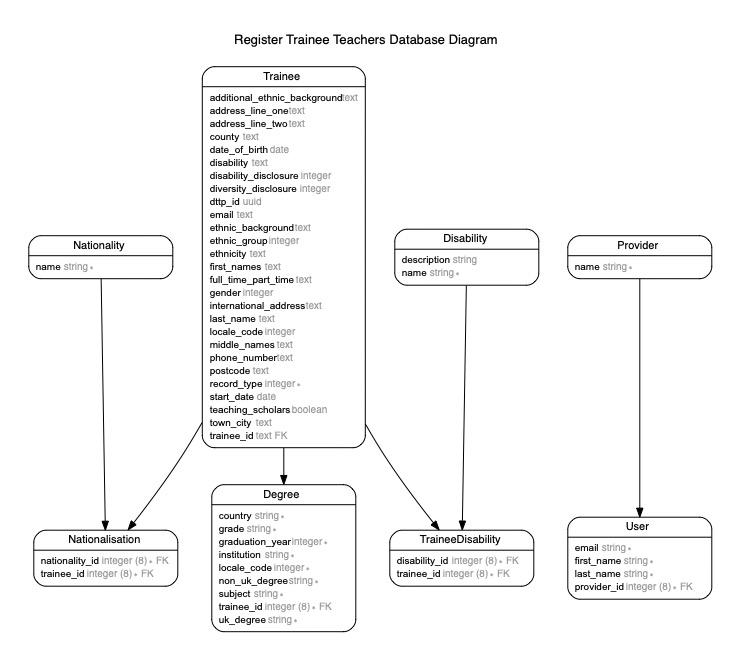 Register Trainee Teachers Database Diagram
Trainee
additional_ethnic_background text
address_line_one text
address_line_two text
county text
date_of_birth date
disability text
disability_disclosure integer
diversity_disclosure integer
dttp_id uuid
email text
ethnic_background text
ethnic_group integer
ethnicity text
first_names text
full_time_part_time text
gender integer
international_address text
last_name text
locale_code integer
middle_names text
phone_number text
postcode text
record_type integer *
start_date date
teaching_scholars boolean
town_city text
trainee_id text FK
Nationality
name string *
Disability
description string
name string *
Provider
name string *
Nationalisation
nationality_id integer (8) * FK
trainee_id integer (8) * FK
Degree
country string *
grade string *
graduation_year integer *
institution string *
locale_code integer *
non_uk_degree string *
subject string *
trainee_id integer (8) * FK
uk_degree string *
TraineeDisability
disability_id integer (8) * FK
trainee_id integer (8) * FK
User
email string *
first_name string *
last_name string *
provider_id integer (8) * FK